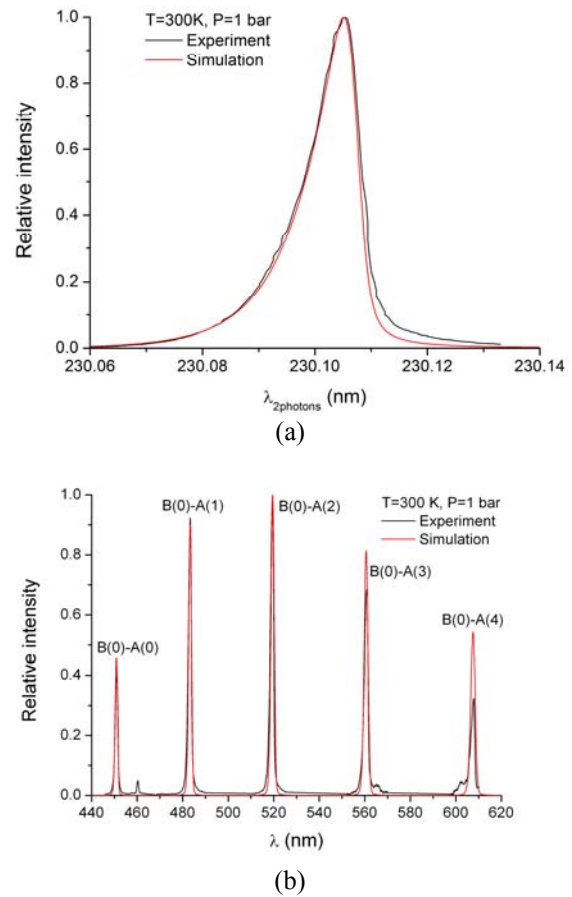 T=300K, P=1 bar
Experiment
Simulation
Relative intensity
1.0
0.8
0.6
0.4
0.2
0.0
230.06 230.08 230.10 230.12 230.14
λ2photons (nm)
(a)
T=300 K, P=1 bar
Experiment
Simulation
B(0)-A(0)
B(0)-A(1)
B(0)-A(2)
B(0)-A(3)
B(0)-A(4)
Relative intensity
1.0
0.8
0.6
0.4
0.2
0.0
440 460 480 500 520 540 560 580 600 620
λ (nm)
(b)